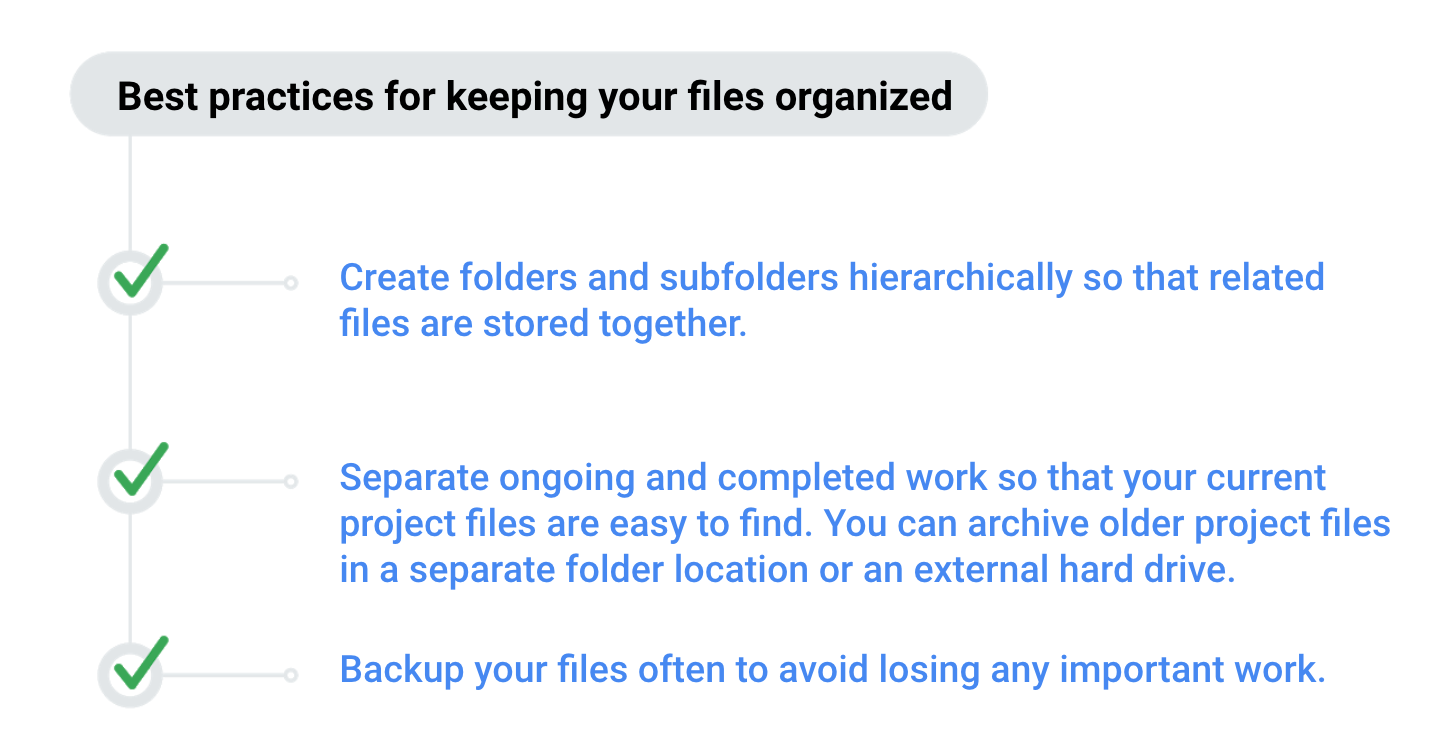 Best practices for keeping your files organized
Create folders and subfolders hierarchically so that related
files are stored together.
Separate ongoing and completed work so that your current
project files are easy to find. You can archive older project files
in a separate folder location or an external hard drive.
Backup your files often to avoid losing any important work.